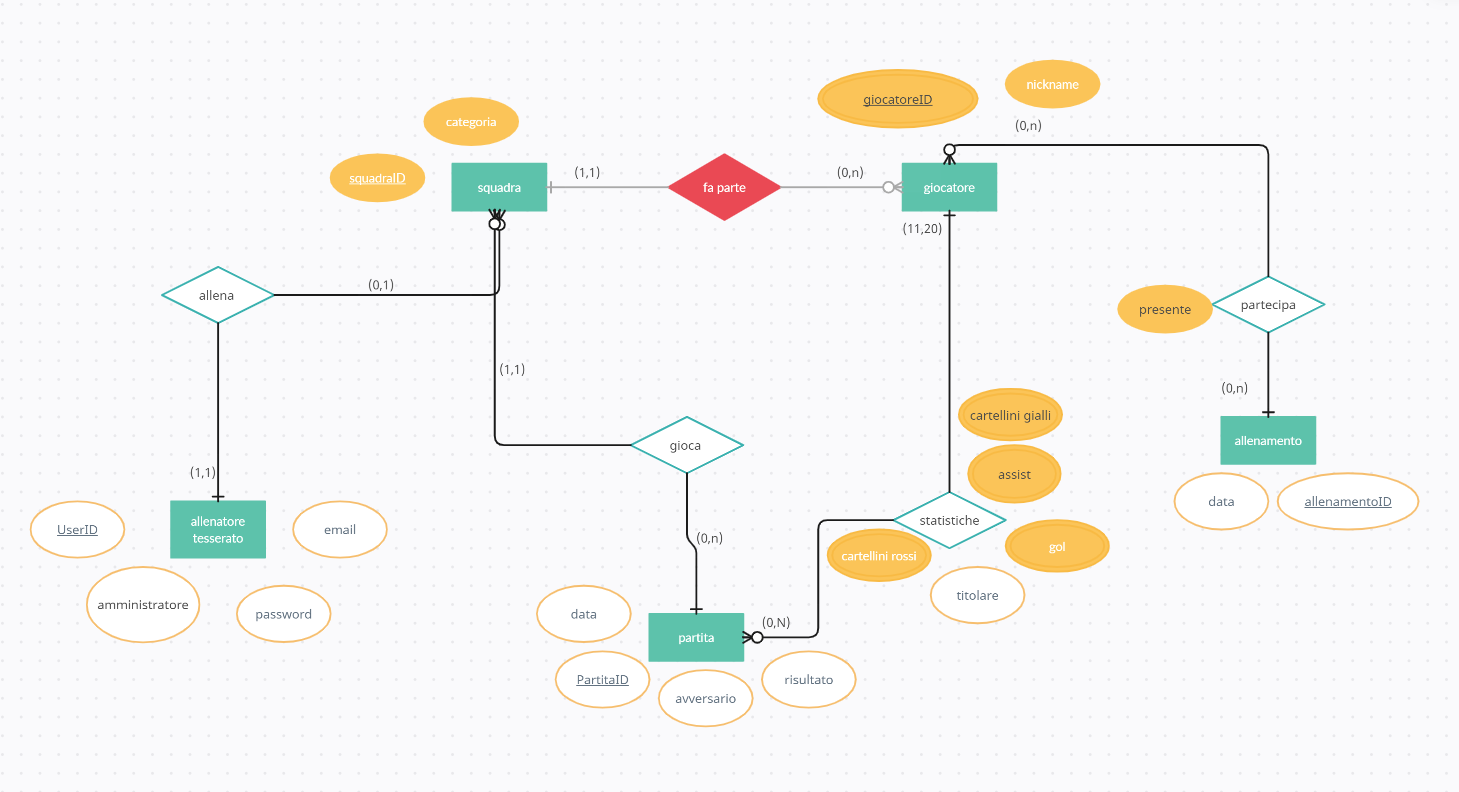 nickname
giocatoreID
categoria
(0,n)
squadraID
(1,1)
(0,n)
squadra
fa parte
giocatore
(11,20)
allena
(0,1)
presente
partecipa
(1,1)
(0,n)
cartellini gialli
allenamento
gioca
(1,1)
assist
data
allenamentoID
UserID
allenatore
tesserato
email
statistiche
(0,n)
cartellini rossi
gol
amministratore
password
data
titolare
(0,N)
partita
PartitaID
avversario
risultato